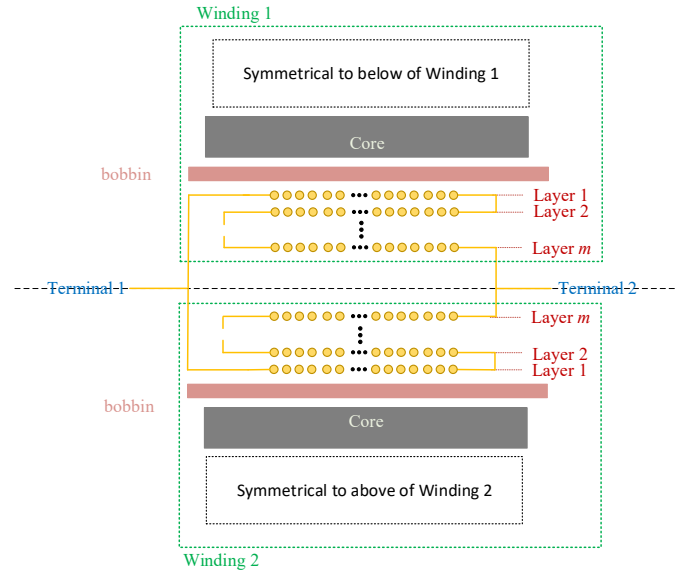 Winding 1
Symmetrical to below of Winding 1
Core
bobbin
Layer 1
Layer 2
Layer m
Terminal 1
Terminal 2
Layer m
Layer 2
Layer 1
bobbin
Core
Symmetrical to above of Winding 2
Winding 2